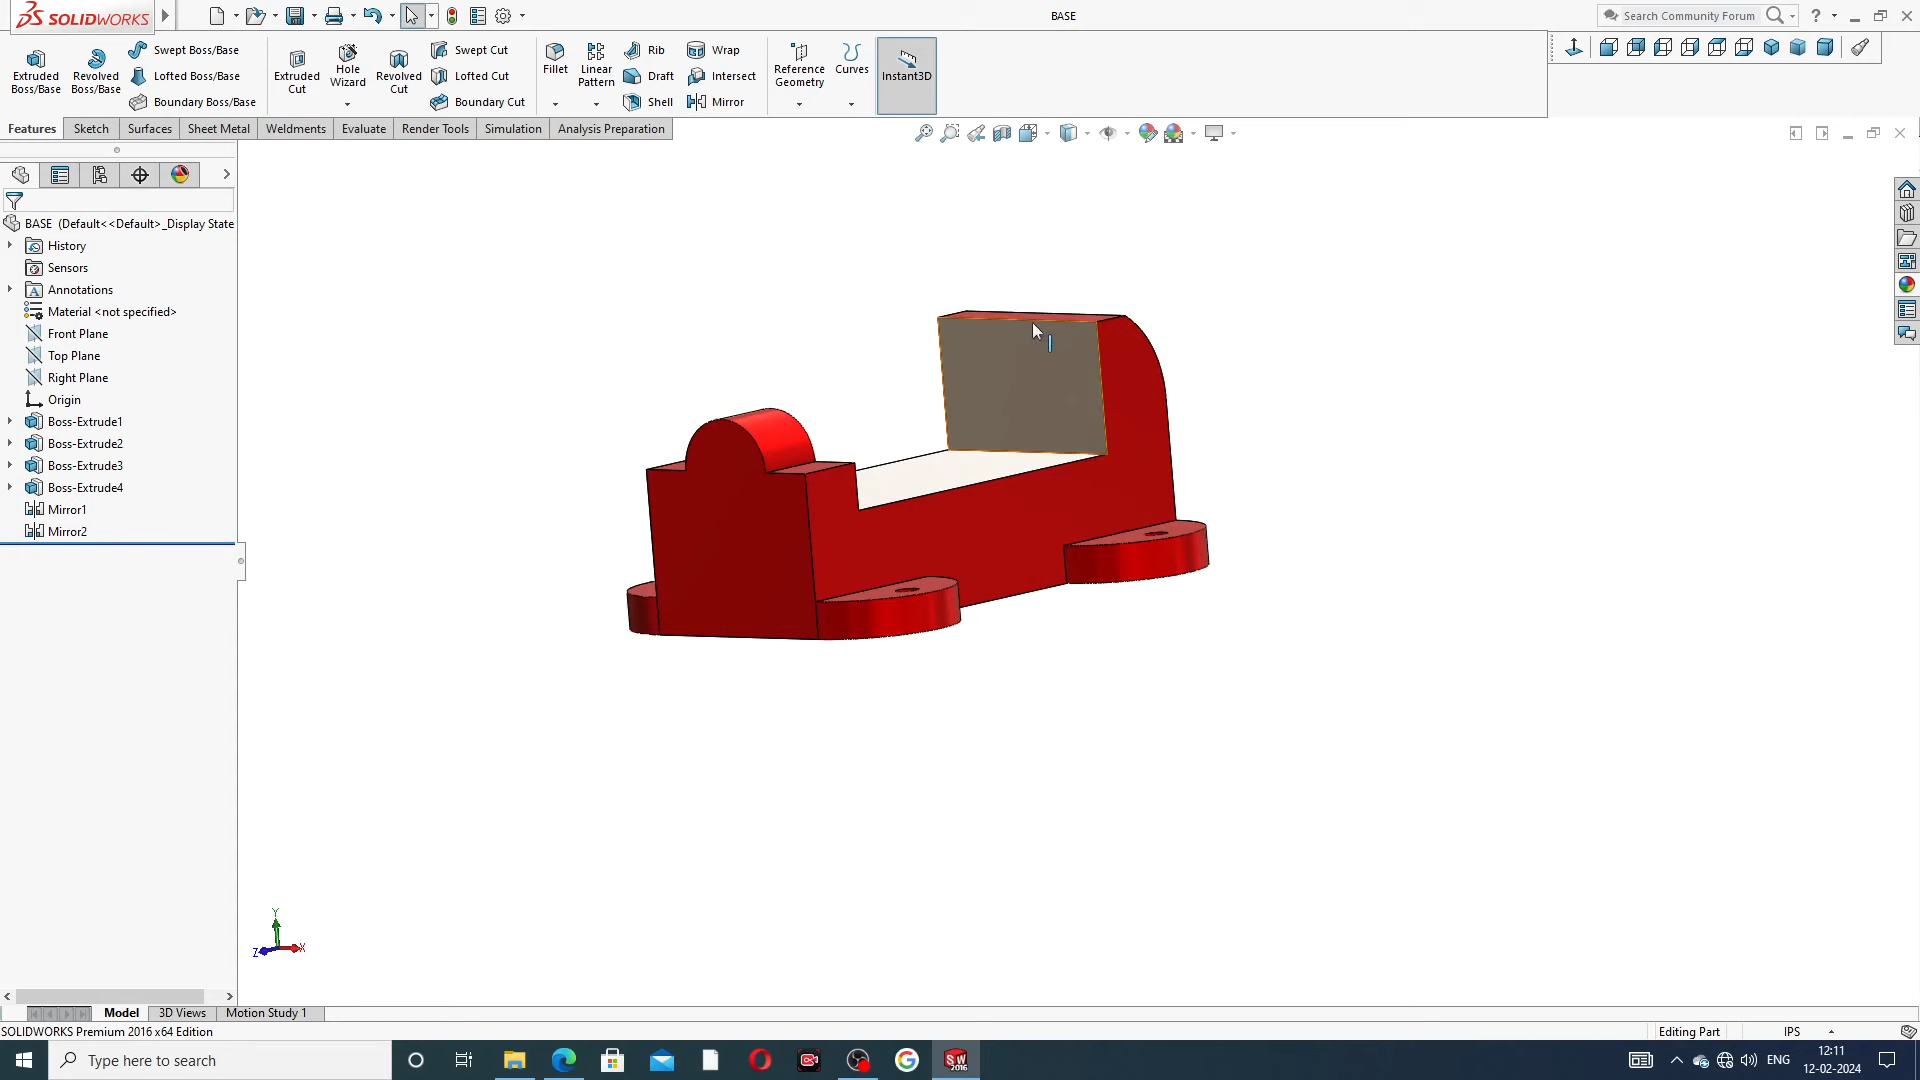 SOLIDWORKS
BASE
Search Community Forum
?
Extruded Boss/Base
Revolved Boss/Base
Swept Boss/Base
Lofted Boss/Base
Boundary Boss/Base
Extruded Cut
Hole Wizard
Revolved Cut
Swept Cut
Lofted Cut
Boundary Cut
Fillet
Linear Pattern
Rib
Draft
Shell
Wrap
Intersect
Mirror
Reference Geometry
Curves
Instant3D
Features
Sketch
Surfaces
Sheet Metal
Weldments
Evaluate
Render Tools
Simulation
Analysis Preparation
BASE (Default<<Default>_Display State
History
Sensors
Annotations
Material <not specified>
Front Plane
Top Plane
Right Plane
Origin
Boss-Extrude1
Boss-Extrude2
Boss-Extrude3
Boss-Extrude4
Mirror1
Mirror2
Y
Z
X
Model
3D Views
Motion Study 1
SOLIDWORKS Premium 2016 x64 Edition
Editing Part
IPS
Type here to search
SW
2016
ENG
12:11
12-02-2024